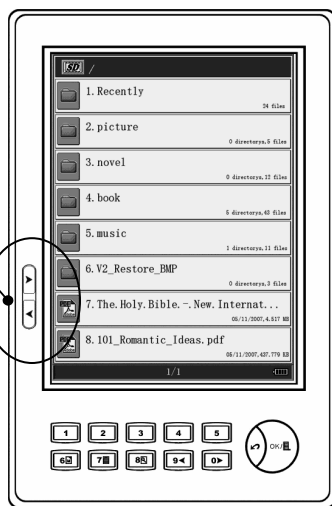 SD /
1. Recently
24 files
2. picture
0 directorys, 5 files
3. novel
0 directorys, 12 files
4. book
5 directorys, 43 files
5. music
1 directorys, 11 files
6. V2_Restore_BMP
0 directorys, 3 files
7. The. Holy. Bible. -. New. Internat...
05/11/2007, 4.517 MB
8. 101_Romantic_Ideas. pdf
05/11/2007, 437.779 KB
1/1
1 2 3 4 5
6 7 8 9 0 OK/